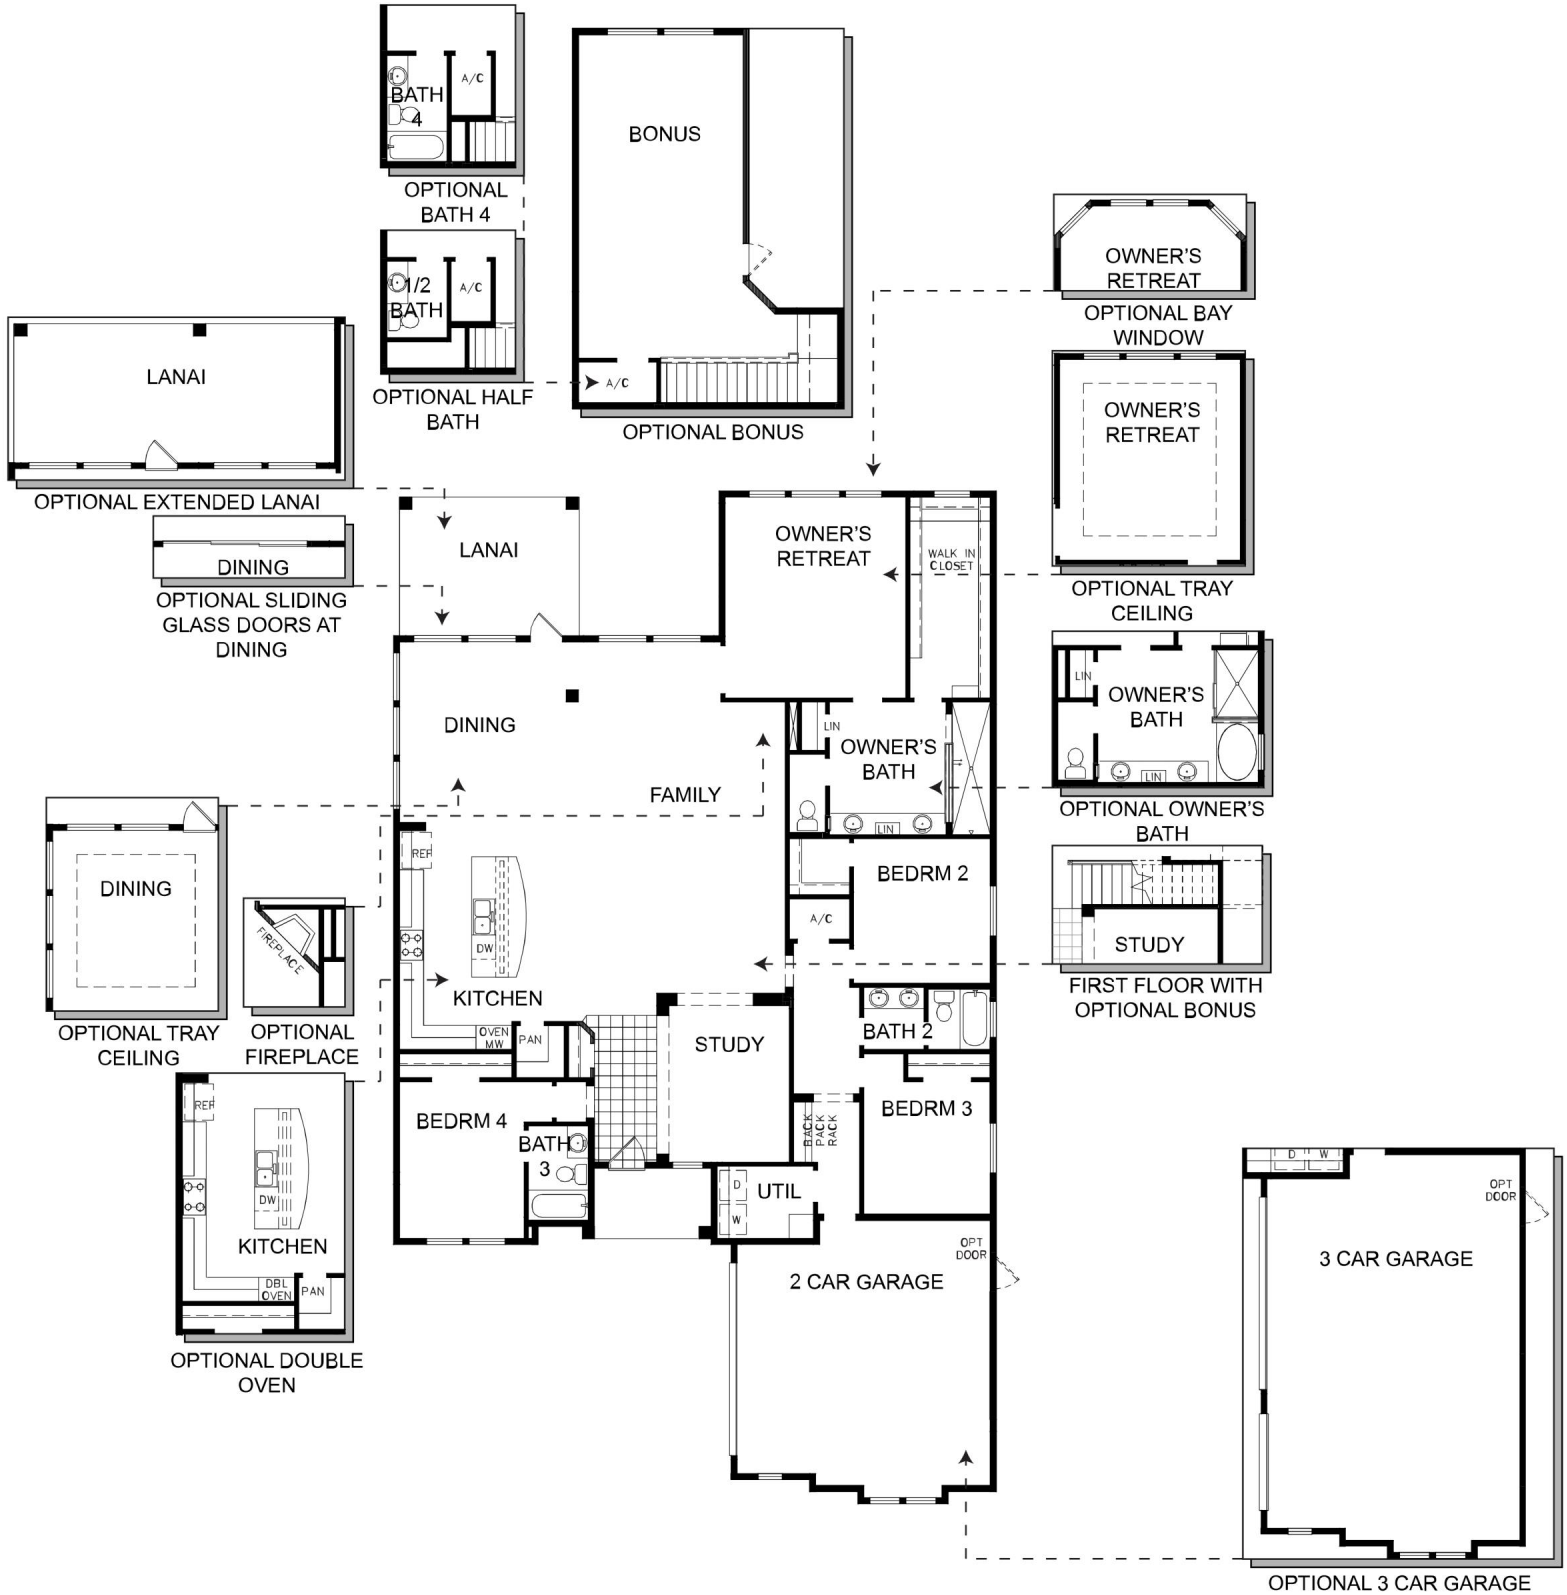 BATH
4
A/C
OPTIONAL
BATH 4
1/2
BATH
A/C
OPTIONAL HALF
BATH
BONUS
A/C
OPTIONAL BONUS
OWNER'S
RETREAT
OPTIONAL BAY
WINDOW
LANAI
OPTIONAL EXTENDED LANAI
OWNER'S
RETREAT
OPTIONAL TRAY
CEILING
DINING
OPTIONAL SLIDING
GLASS DOORS AT
DINING
LANAI
OWNER'S
RETREAT
WALK IN
CLOSET
DINING
FAMILY
LIN
OWNER'S
BATH
LIN
LIN
OWNER'S
BATH
LIN
OPTIONAL OWNER'S
BATH
DINING
OPTIONAL TRAY
CEILING
FIREPLACE
OPTIONAL
FIREPLACE
REF
DW
KITCHEN
OVEN
MW
PAN
BEDRM 2
A/C
STUDY
FIRST FLOOR WITH
OPTIONAL BONUS
STUDY
BATH 2
BEDRM 3
BACK
PACK
RACK
BEDRM 4
BATH
3
D
W
UTIL
REF
DW
KITCHEN
DBL
OVEN
PAN
OPTIONAL DOUBLE
OVEN
OPT
DOOR
2 CAR GARAGE
D
W
OPT
DOOR
3 CAR GARAGE
OPTIONAL 3 CAR GARAGE